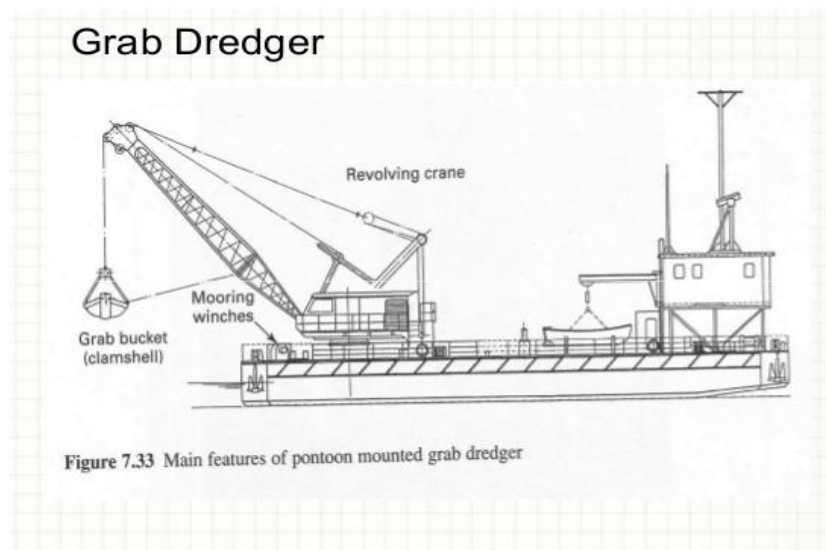 Grab Dredger
Revolving crane
Mooring
winches
Grab bucket
(clamshell)
Figure 7.33 Main features of pontoon mounted grab dredger